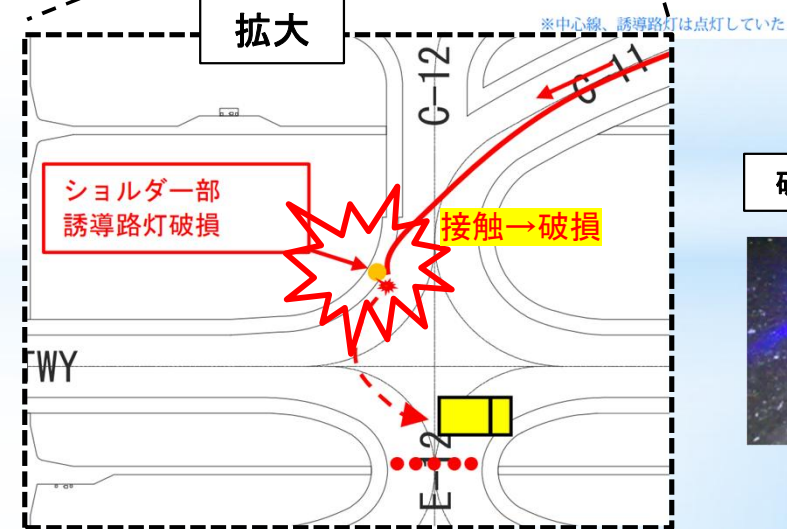 拡大
※中心線、誘導路灯は点灯していた
C-12
C-11
ショルダー部
誘導路灯破損
接触→破損
TWY
E-12